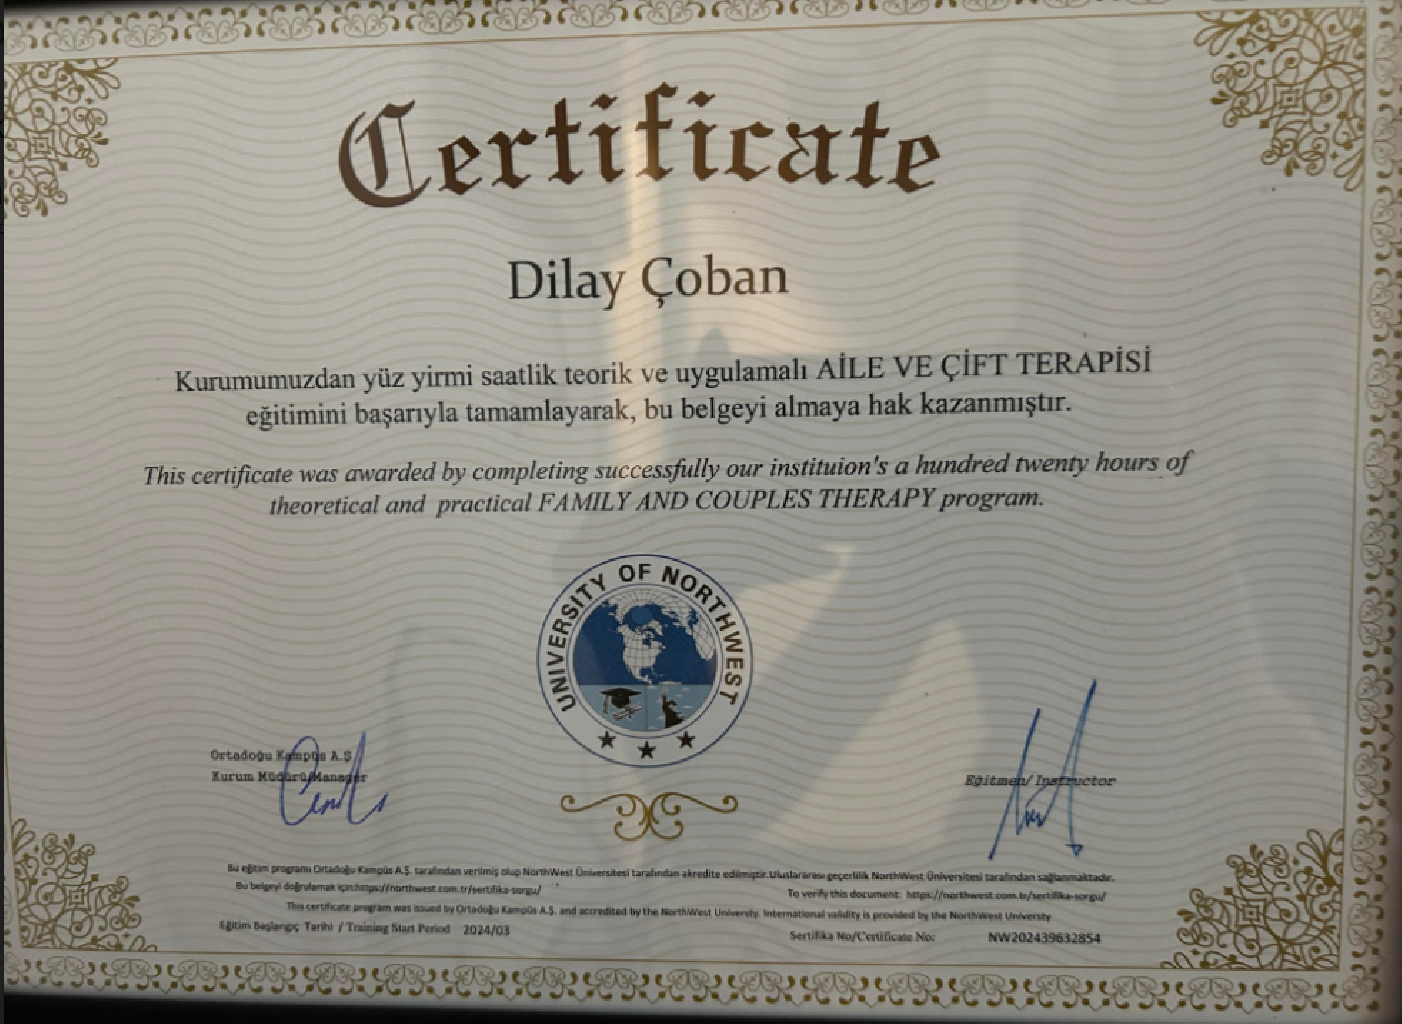 Certificate
Dilay Çoban
Kurumumuzdan yüz yirmi saatlik teorik ve uygulamalı AİLE VE ÇİFT TERAPİSİ
eğitimini başarıyla tamamlayarak, bu belgeyi almaya hak kazanmıştır.
This certificate was awarded by completing successfully our instituion's a hundred twenty hours of
theoretical and practical FAMILY AND COUPLES THERAPY program.
UNIVERSITY OF NORTHWEST
Ortadoğu Kampüs A.Ş
Kurum Müdürü/Manager
Eğitmen/ Instructor
Bu eğitim programı Ortadoğu Kampüs A.Ş. tarafından verilmiş olup NorthWest Üniversitesi tarafından akredite edilmiştir.Uluslararası geçerlilik NorthWest Üniversitesi tarafından sağlanmaktadır.
Bu belgeyi doğrulamak için:https://northwest.com.tr/sertifika-sorgu/
To verify this document: https://northwest.com.tr/sertifika-sorgu/
This certificate program was issued by Ortadoğu Kampüs A.Ş. and accredited by the NorthWest University. International validity is provided by the NorthWest Universty
Eğitim Başlangıç Tarihi / Training Start Period 2024/03
Sertifika No/Certificate No: NW202439632854